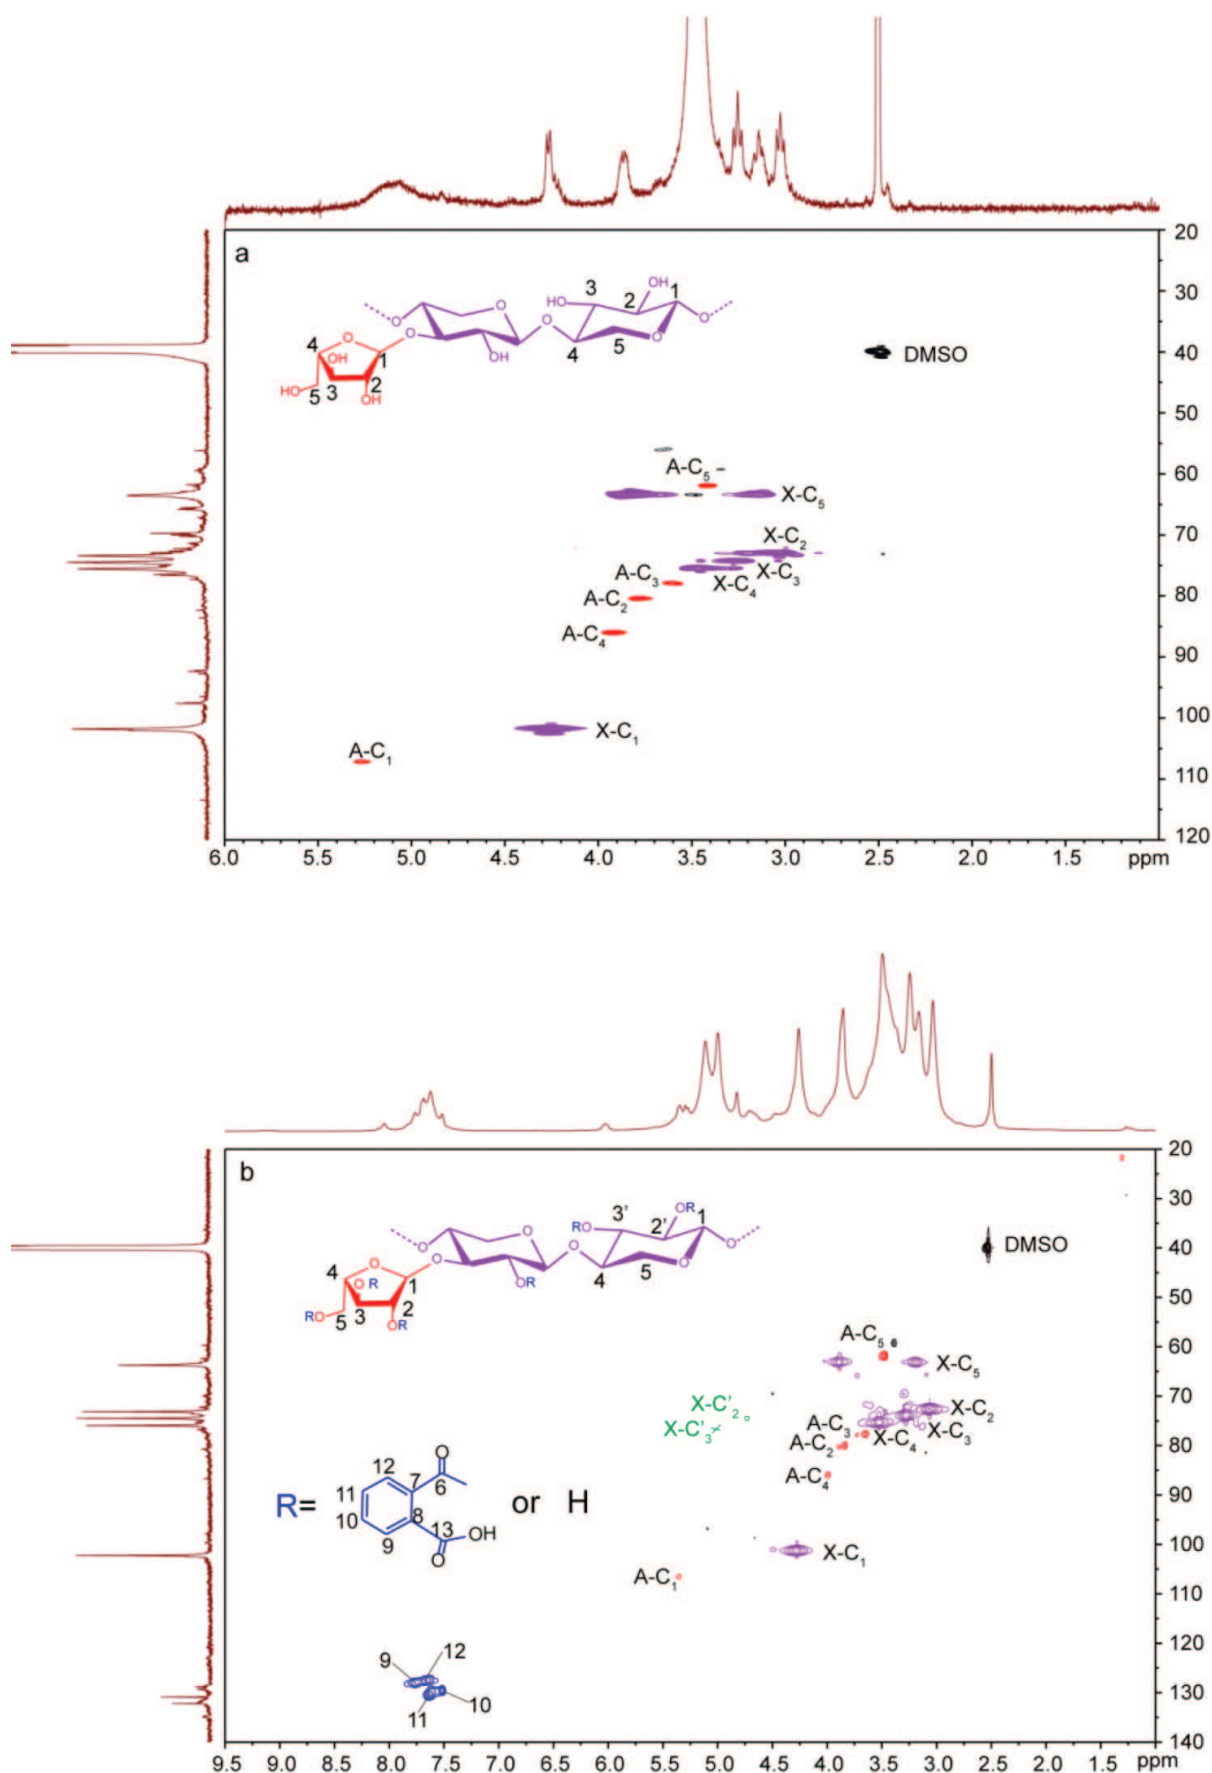 a
20
30
40
50
60
70
80
90
100
110
120
OH
HO
3
2
1
O
O
O
O
4
5
O
OH
4
O
O
1
OH
HO
5
3
2
OH
DMSO
A-C5
X-C5
X-C2
A-C3
X-C4
X-C3
A-C2
A-C4
X-C1
A-C1
6.0 5.5 5.0 4.5 4.0 3.5 3.0 2.5 2.0 1.5 ppm
b
20
30
40
50
60
70
80
90
100
110
120
130
140
R
O
R
O
3'
2'
1
O
O
O
O
4
5
O
O
R
4
O
O
R
O
1
R
O
5
3
2
R
O
DMSO
A-C5
X-C5
X-C'2
X-C2
X-C'3
A-C3
X-C4
X-C3
A-C2
A-C4
R=
O
12
7
6
11
10
8
13
OH
9
O
or H
X-C1
A-C1
9
12
11
10
9.5 9.0 8.5 8.0 7.5 7.0 6.5 6.0 5.5 5.0 4.5 4.0 3.5 3.0 2.5 2.0 1.5 ppm